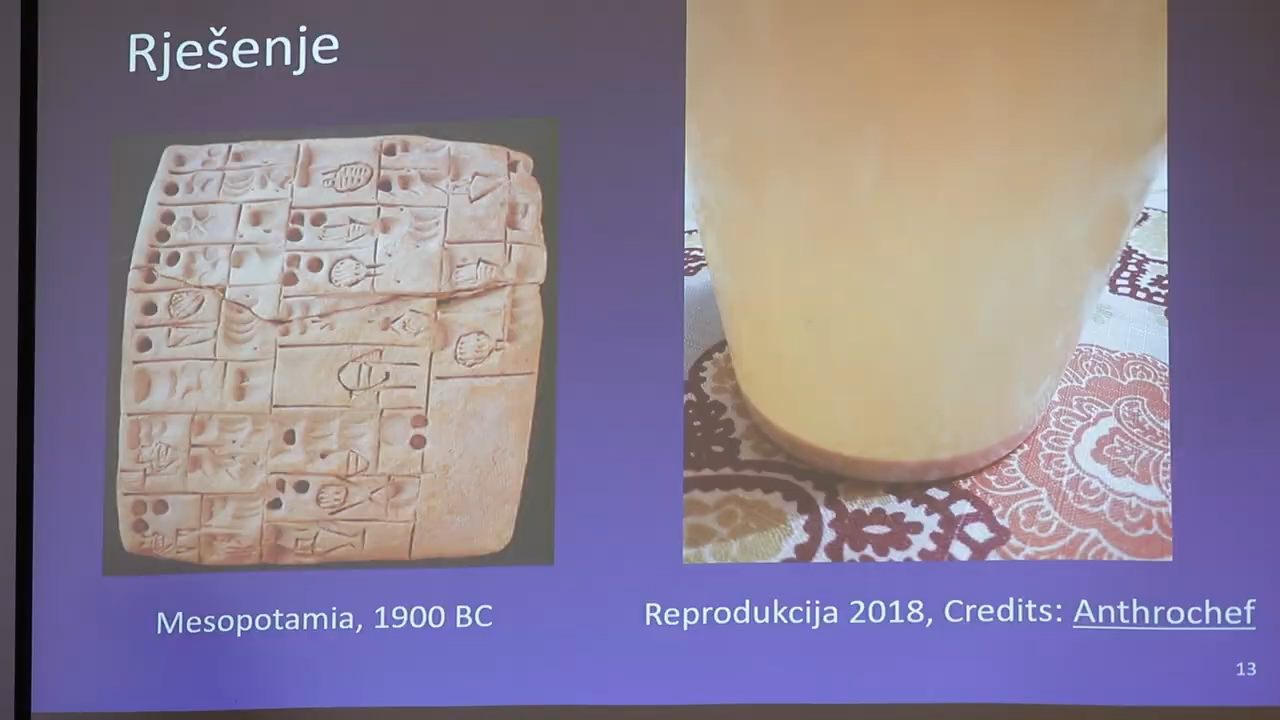 Rješenje
Mesopotamia, 1900 BC
Reprodukcija 2018, Credits: Anthrochef
13